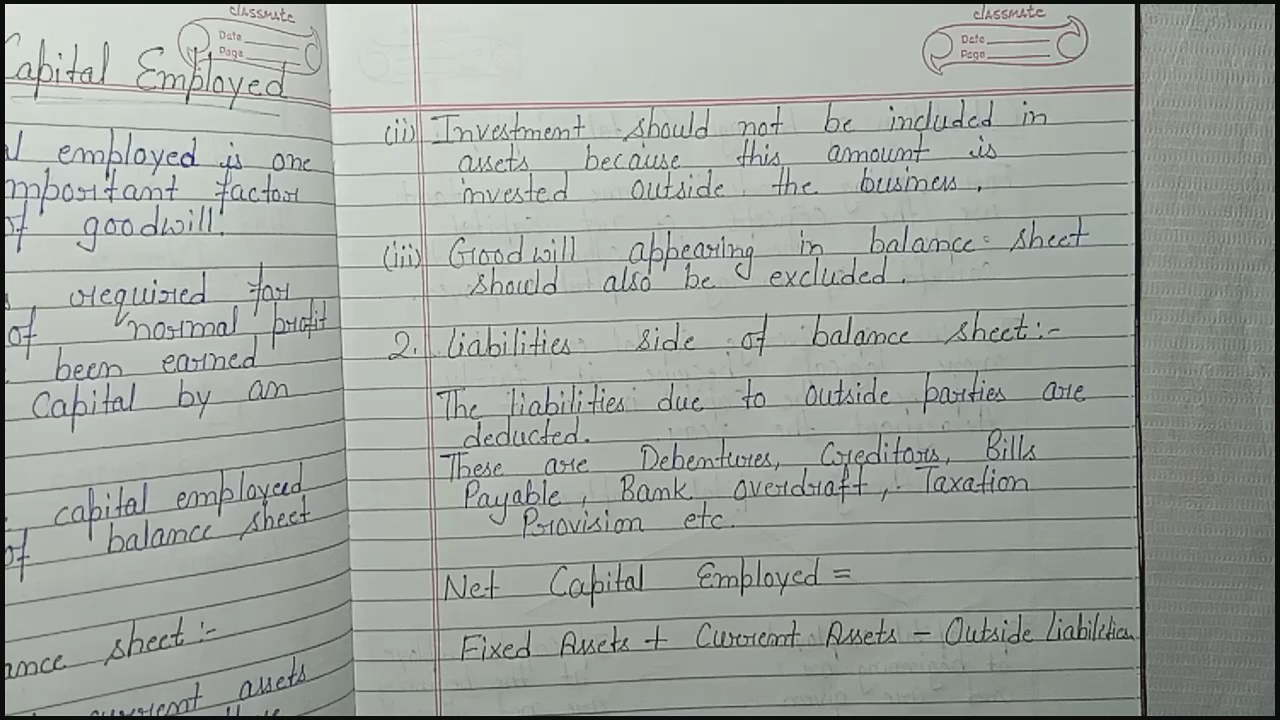 classmate
Date
Page
Capital Employed
employed is one
important factor
of goodwill.
required for
of normal profit
been earned
Capital by an
capital employed
of balance sheet
sheet :-
current assets
classmate
Date
Page
(ii) Investment should not be included in
assets because this amount is
invested outside the business.
(iii) Goodwill appearing in balance sheet
should also be excluded.
2. liabilities side of balance sheet:-
The liabilities due to outside parties are
deducted.
These are Debentures, Creditors, Bills
Payable, Bank overdraft, Taxation
Provision etc.
Net Capital Employed =
Fixed Assets + Current Assets - Outside liabilities